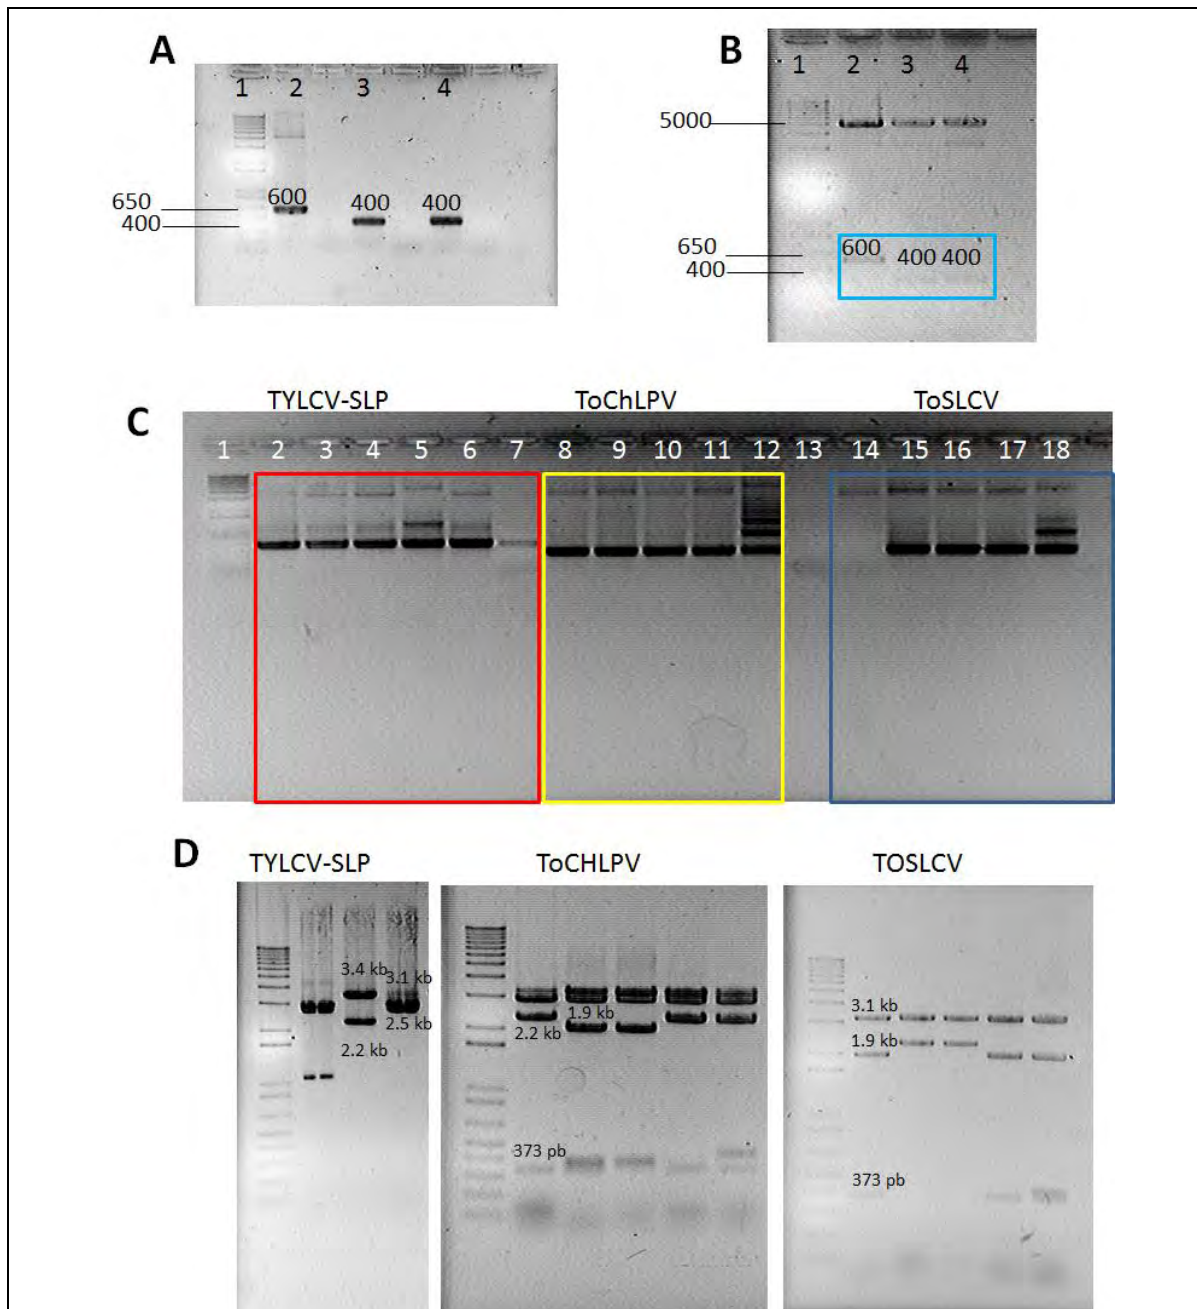 A
1 2 3 4
650
400
600
400
400
B
1 2 3 4
5000
650
400
600
400 400
C
TYLCV-SLP ToChLPV ToSLCV
1 2 3 4 5 6 7 8 9 10 11 12 13 14 15 16 17 18
D
TYLCV-SLP ToCHLPV TOSLCV
3.4 kb
3.1 kb
2.5 kb
2.2 kb
1.9 kb
2.2 kb
373 pb
3.1 kb
1.9 kb
373 pb